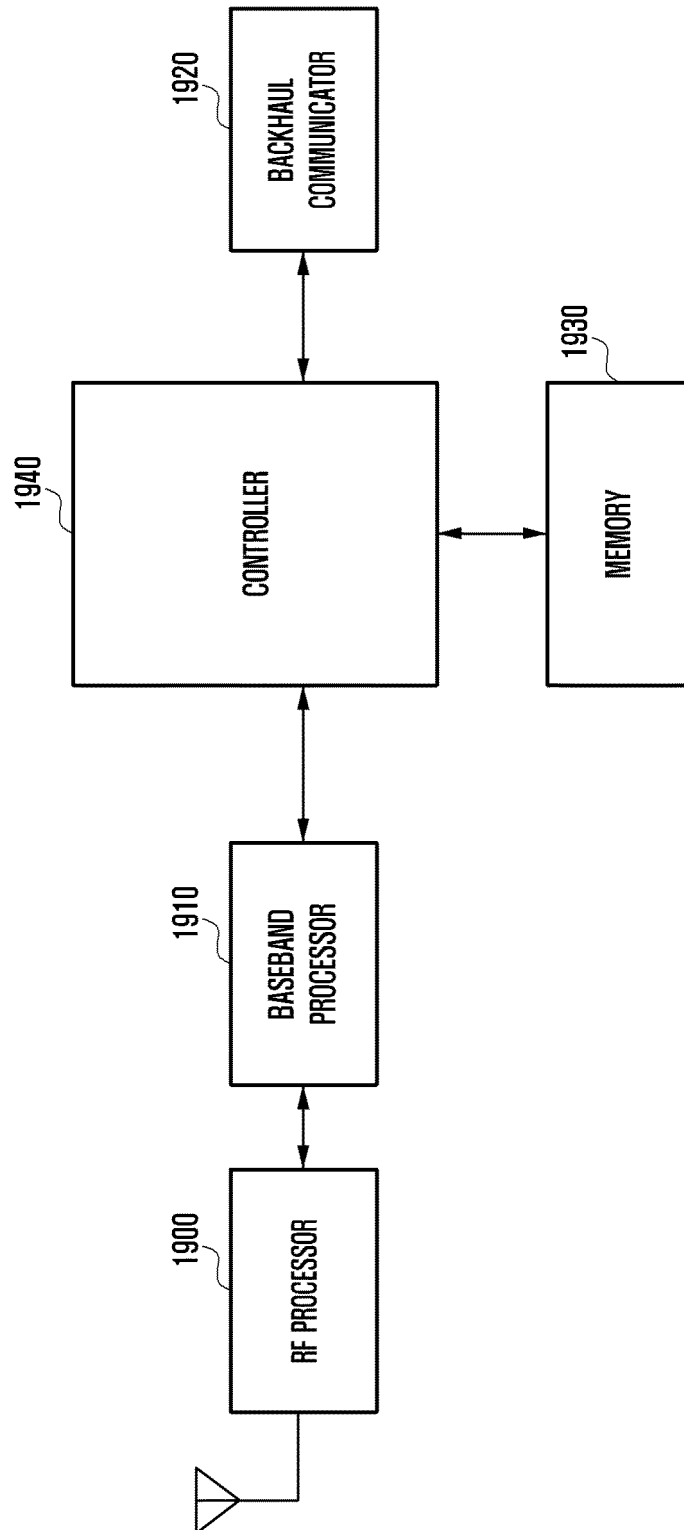 1900
RF PROCESSOR
1910
BASEBAND
PROCESSOR
1940
CONTROLLER
1920
BACKHAUL
COMMUNICATOR
1930
MEMORY